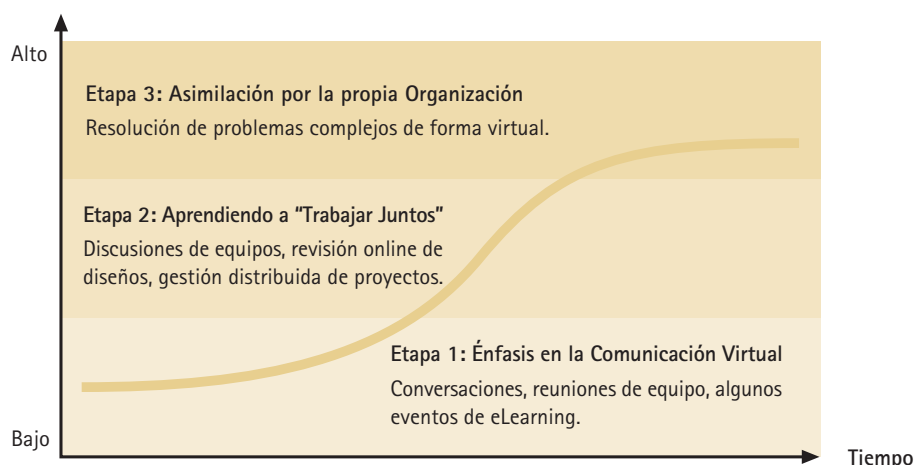 Alto
Etapa 3: Asimilación por la propia Organización
Resolución de problemas complejos de forma virtual.
Etapa 2: Aprendiendo a "Trabajar Juntos"
Discusiones de equipos, revisión online de
diseños, gestión distribuida de proyectos.
Etapa 1: Énfasis en la Comunicación Virtual
Conversaciones, reuniones de equipo, algunos
eventos de eLearning.
Bajo
Tiempo